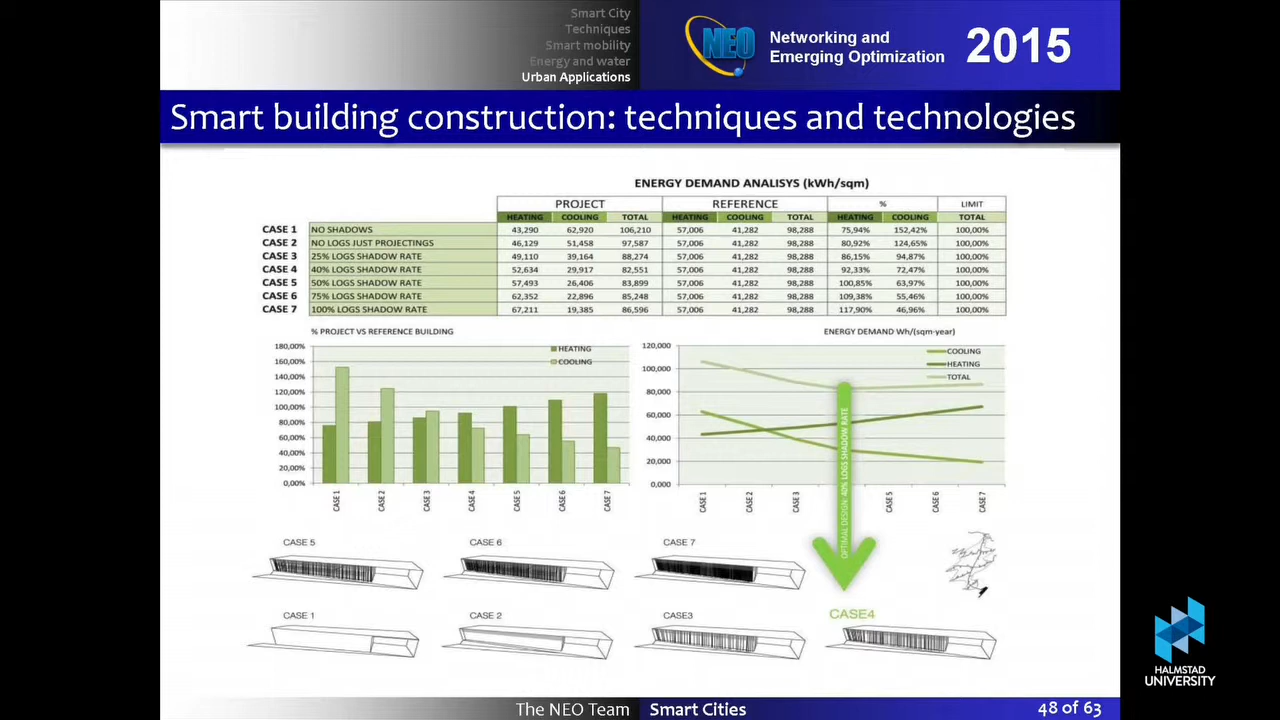 Smart City
Techniques
Smart mobility
Energy and water
Urban Applications
NEO
Networking and
Emerging Optimization
2015
Smart building construction: techniques and technologies
ENERGY DEMAND ANALISYS (kWh/sqm)
PROJECT REFERENCE % LIMIT
HEATING COOLING TOTAL HEATING COOLING TOTAL HEATING COOLING TOTAL
CASE 1 NO SHADOWS 43,290 62,920 106,210 57,006 41,282 98,288 75,94% 152,42% 100,00%
CASE 2 NO LOGS JUST PROJECTINGS 46,129 51,458 97,587 57,006 41,282 98,288 80,92% 124,65% 100,00%
CASE 3 25% LOGS SHADOW RATE 49,110 39,164 88,274 57,006 41,282 98,288 86,15% 94,87% 100,00%
CASE 4 40% LOGS SHADOW RATE 52,634 29,917 82,551 57,006 41,282 98,288 92,33% 72,47% 100,00%
CASE 5 50% LOGS SHADOW RATE 57,493 26,406 83,899 57,006 41,282 98,288 100,85% 63,97% 100,00%
CASE 6 75% LOGS SHADOW RATE 62,352 22,896 85,248 57,006 41,282 98,288 109,38% 55,46% 100,00%
CASE 7 100% LOGS SHADOW RATE 67,211 19,385 86,596 57,006 41,282 98,288 117,90% 46,96% 100,00%
% PROJECT VS REFERENCE BUILDING
HEATING
COOLING
180,00%
160,00%
140,00%
120,00%
100,00%
80,00%
60,00%
40,00%
20,00%
0,00%
CASE 1 CASE 2 CASE 3 CASE 4 CASE 5 CASE 6 CASE 7
ENERGY DEMAND Wh/(sqm·year)
COOLING
HEATING
TOTAL
120,000
100,000
80,000
60,000
40,000
20,000
0,000
CASE 1 CASE 2 CASE 3 CASE 5 CASE 6 CASE 7
OPTIMAL DESIGN: 40% LOGS SHADOW RATE
CASE 5 CASE 6 CASE 7
CASE 1 CASE 2 CASE3 CASE4
HALMSTAD
UNIVERSITY
The NEO Team Smart Cities 48 of 63